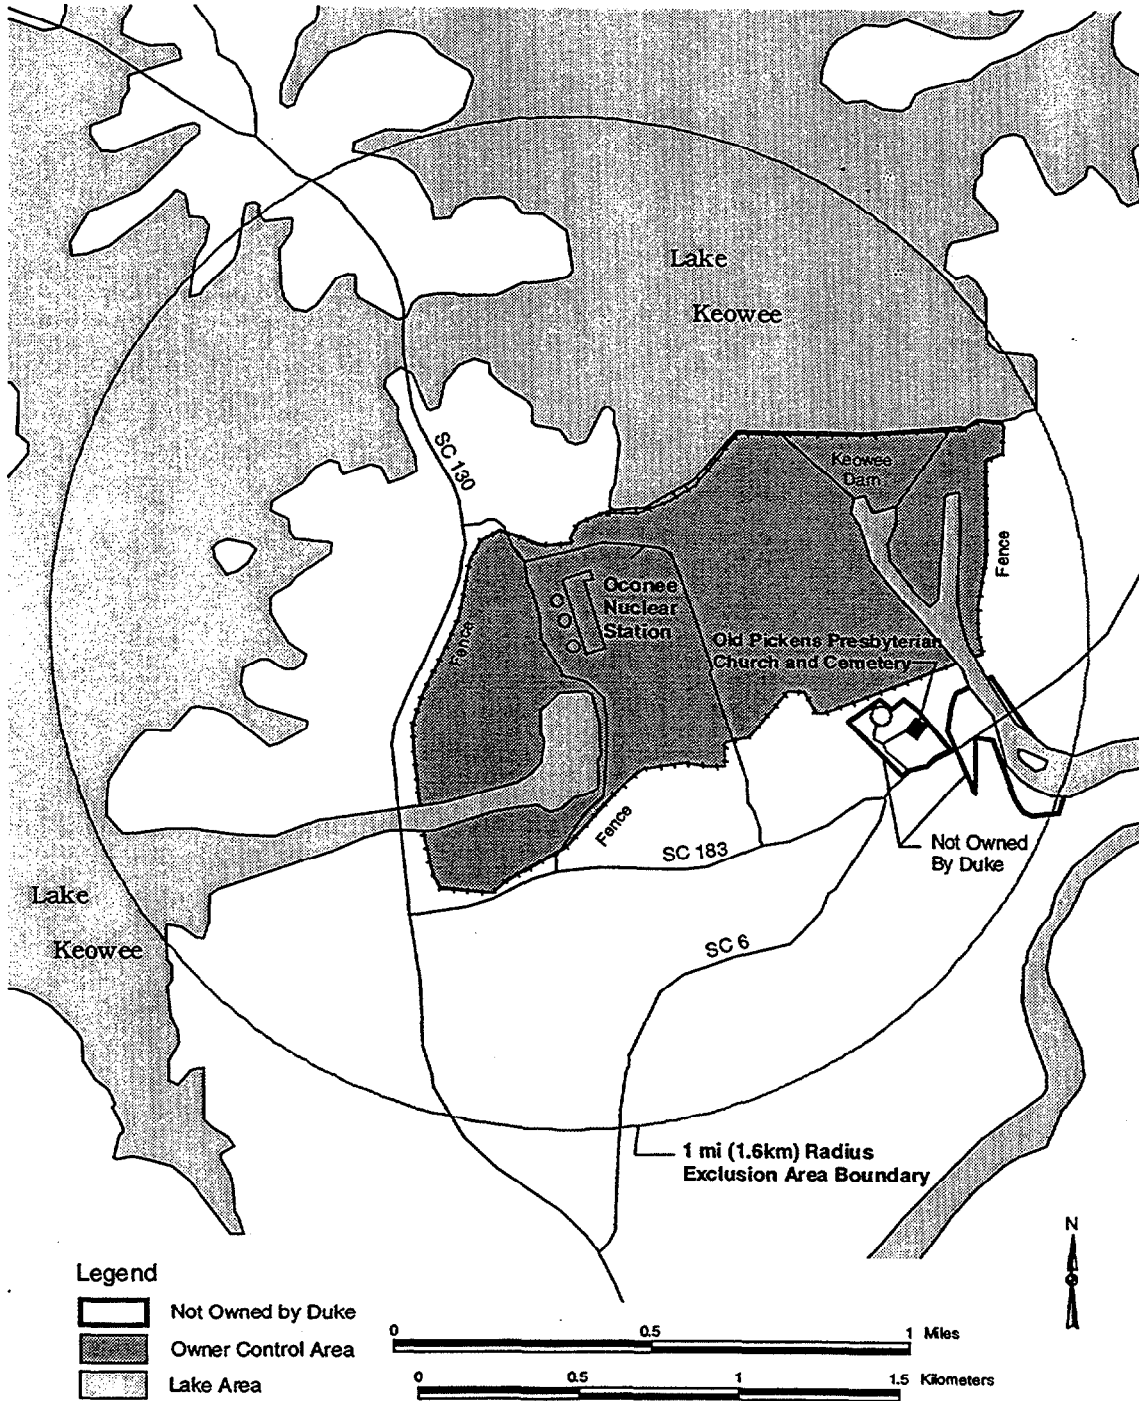 Lake
Keowee
SC 130
Keowee
Dam
Fence
Oconee
Nuclear
Station
Fence
Old Pickens Presbyterian
Church and Cemetery
Fence
SC 183
Not Owned
By Duke
Lake
Keowee
SC 6
1 mi (1.6km) Radius
Exclusion Area Boundary
N
Legend
Not Owned by Duke
Owner Control Area
Lake Area
0 0.5 1 Miles
0 0.5 1 1.5 Kilometers